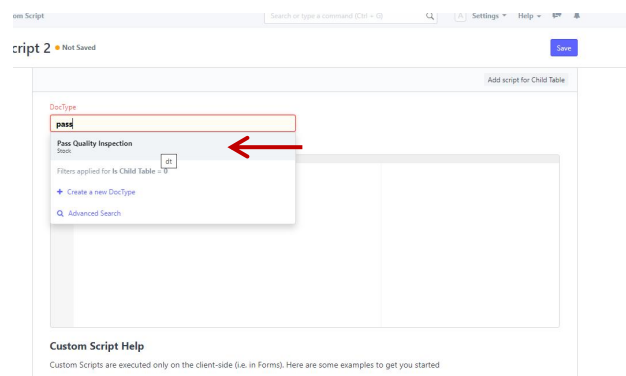 om Script
Search or type a command (Ctrl + G)
A
Settings
Help
cript 2
Not Saved
Save
Add script for Child Table
DocType
pass
Pass Quality Inspection
Stock
dt
Filters applied for Is Child Table = 0
+ Create a new DocType
Advanced Search
Custom Script Help
Custom Scripts are executed only on the client-side (i.e. in Forms). Here are some examples to get you started